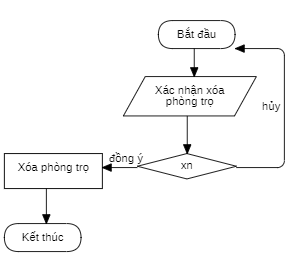 Bắt đầu
Xác nhận xóa
phòng trọ
hủy
đồng ý
xn
Xóa phòng trọ
Kết thúc